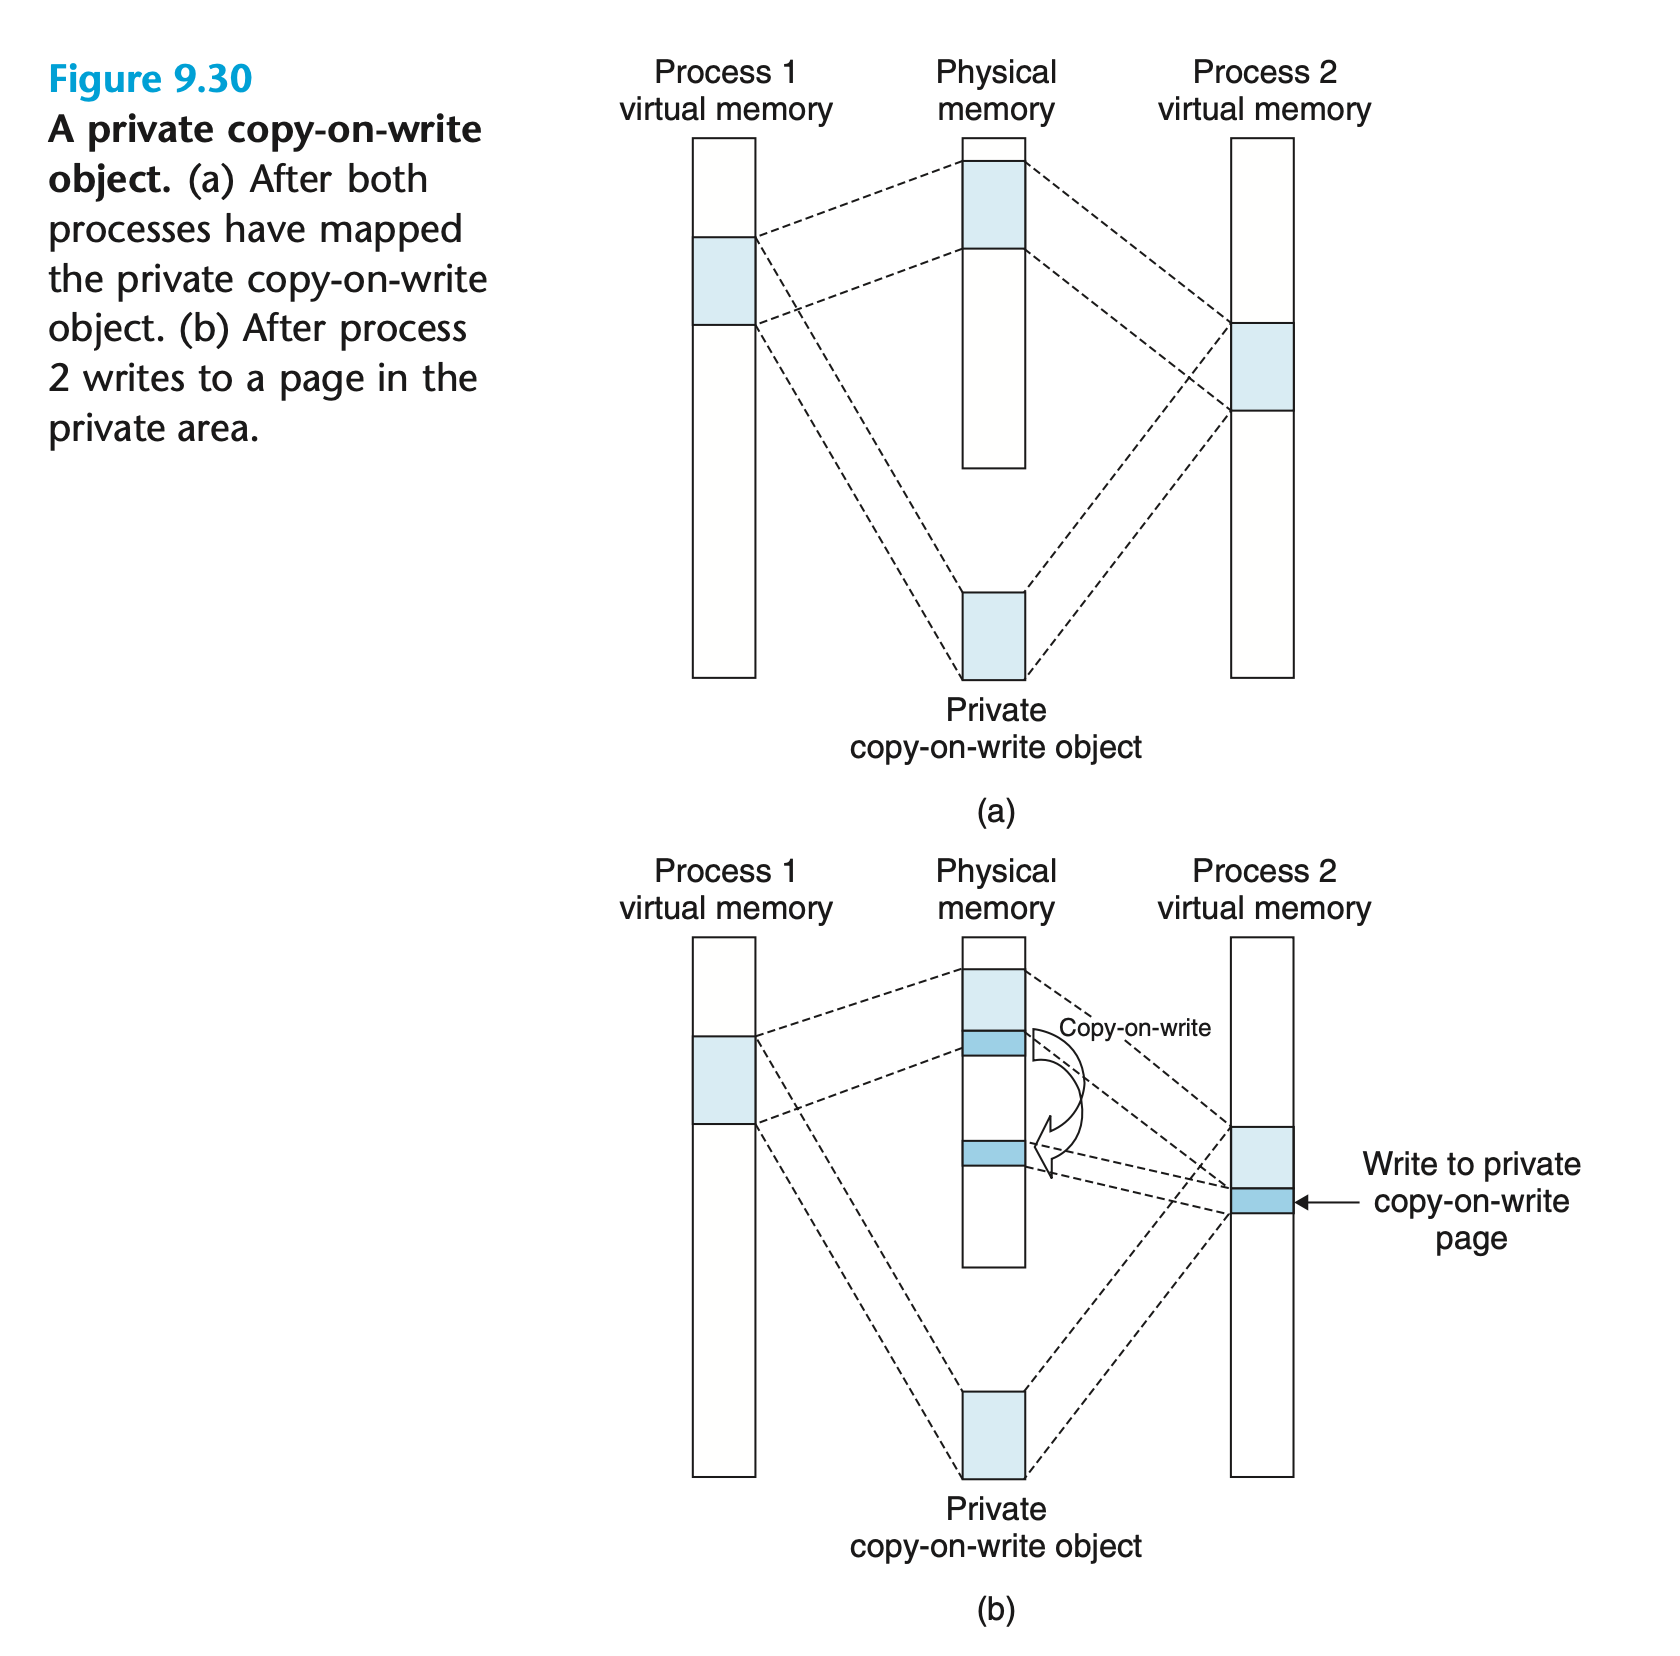 Figure 9.30
A private copy-on-write
object. (a) After both
processes have mapped
the private copy-on-write
object. (b) After process
2 writes to a page in the
private area.
Process 1
virtual memory
Physical
memory
Process 2
virtual memory
Private
copy-on-write object
(a)
Process 1
virtual memory
Physical
memory
Process 2
virtual memory
Copy-on-write
Write to private
copy-on-write
page
Private
copy-on-write object
(b)